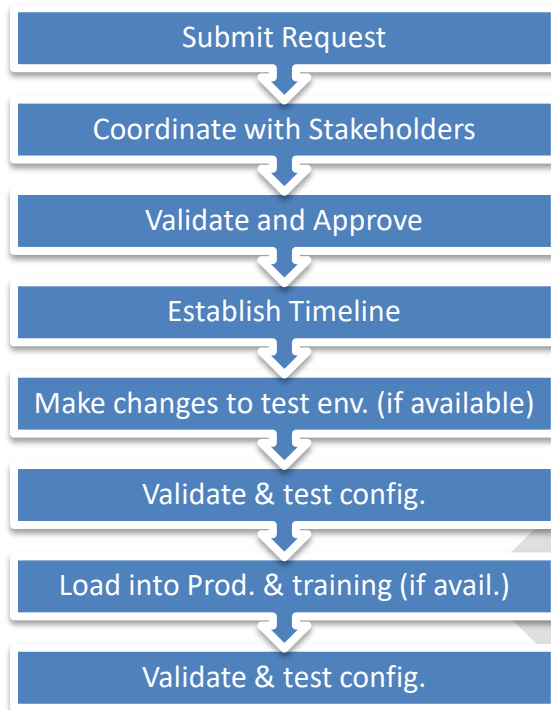 Submit Request
Coordinate with Stakeholders
Validate and Approve
Establish Timeline
Make changes to test env. (if available)
Validate & test config.
Load into Prod. & training (if avail.)
Validate & test config.